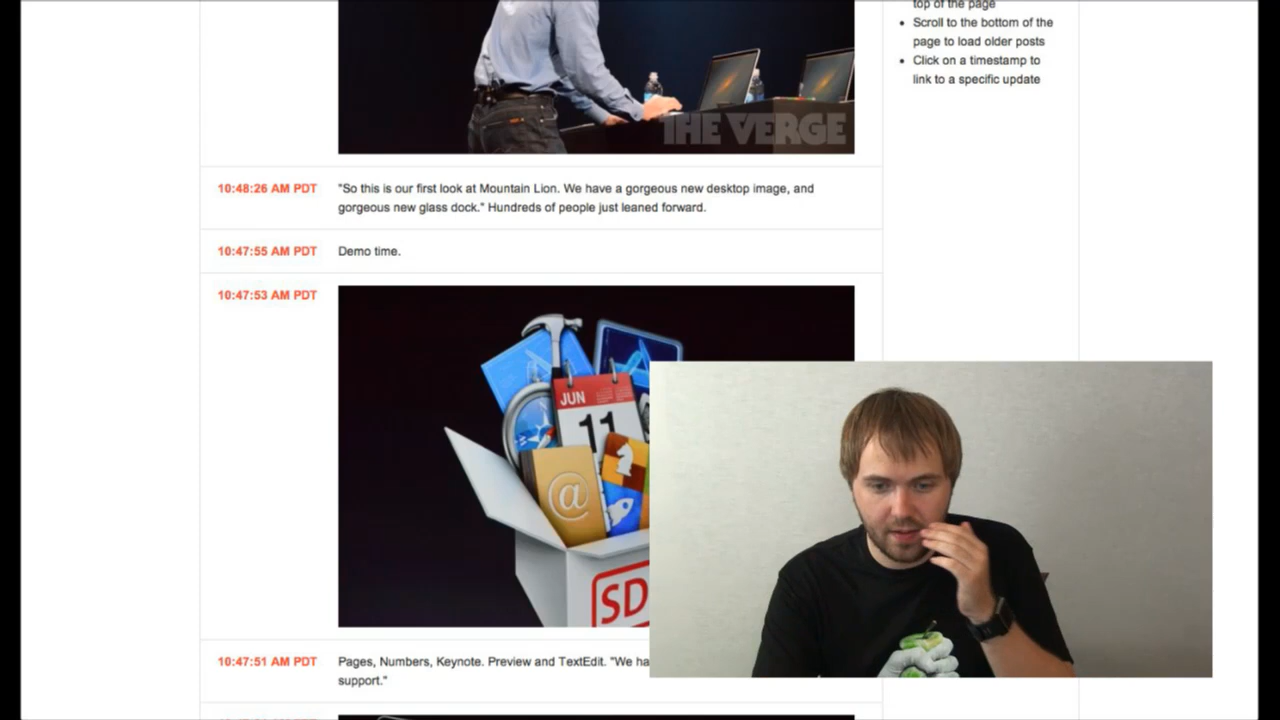 top of the page
• Scroll to the bottom of the
page to load older posts
• Click on a timestamp to
link to a specific update
THE VERGE
10:48:26 AM PDT
"So this is our first look at Mountain Lion. We have a gorgeous new desktop image, and
gorgeous new glass dock." Hundreds of people just leaned forward.
10:47:55 AM PDT
Demo time.
10:47:53 AM PDT
JUN
11
@
SD
10:47:51 AM PDT
Pages, Numbers, Keynote. Preview and TextEdit. "We ha
support."